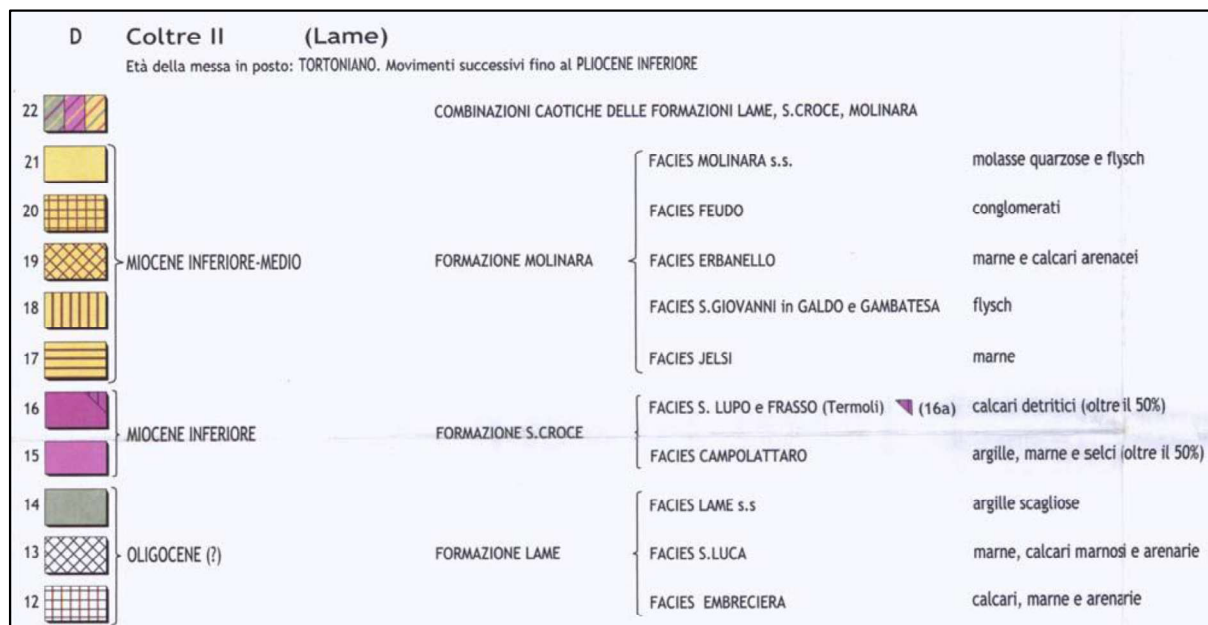 D Coltre II (Lame)
Età della messa in posto: TORTONIANO. Movimenti successivi fino al PLIOCENE INFERIORE
22 COMBINAZIONI CAOTICHE DELLE FORMAZIONI LAME, S.CROCE, MOLINARA
21 FACIES MOLINARA s.s. molasse quarzose e flysch
20 FACIES FEUDO conglomerati
19 MIOCENE INFERIORE-MEDIO FORMAZIONE MOLINARA FACIES ERBANELLO marne e calcari arenacei
18 FACIES S.GIOVANNI in GALDO e GAMBATESA flysch
17 FACIES JELSI marne
16 FACIES S. LUPO e FRASSO (Termoli) (16a) calcari detritici (oltre il 50%)
MIOCENE INFERIORE FORMAZIONE S.CROCE
15 FACIES CAMPOLATTARO argille, marne e selci (oltre il 50%)
14 FACIES LAME s.s argille scagliose
13 OLIGOCENE (?) FORMAZIONE LAME FACIES S.LUCA marne, calcari marnosi e arenarie
12 FACIES EMBRECIERA calcari, marne e arenarie